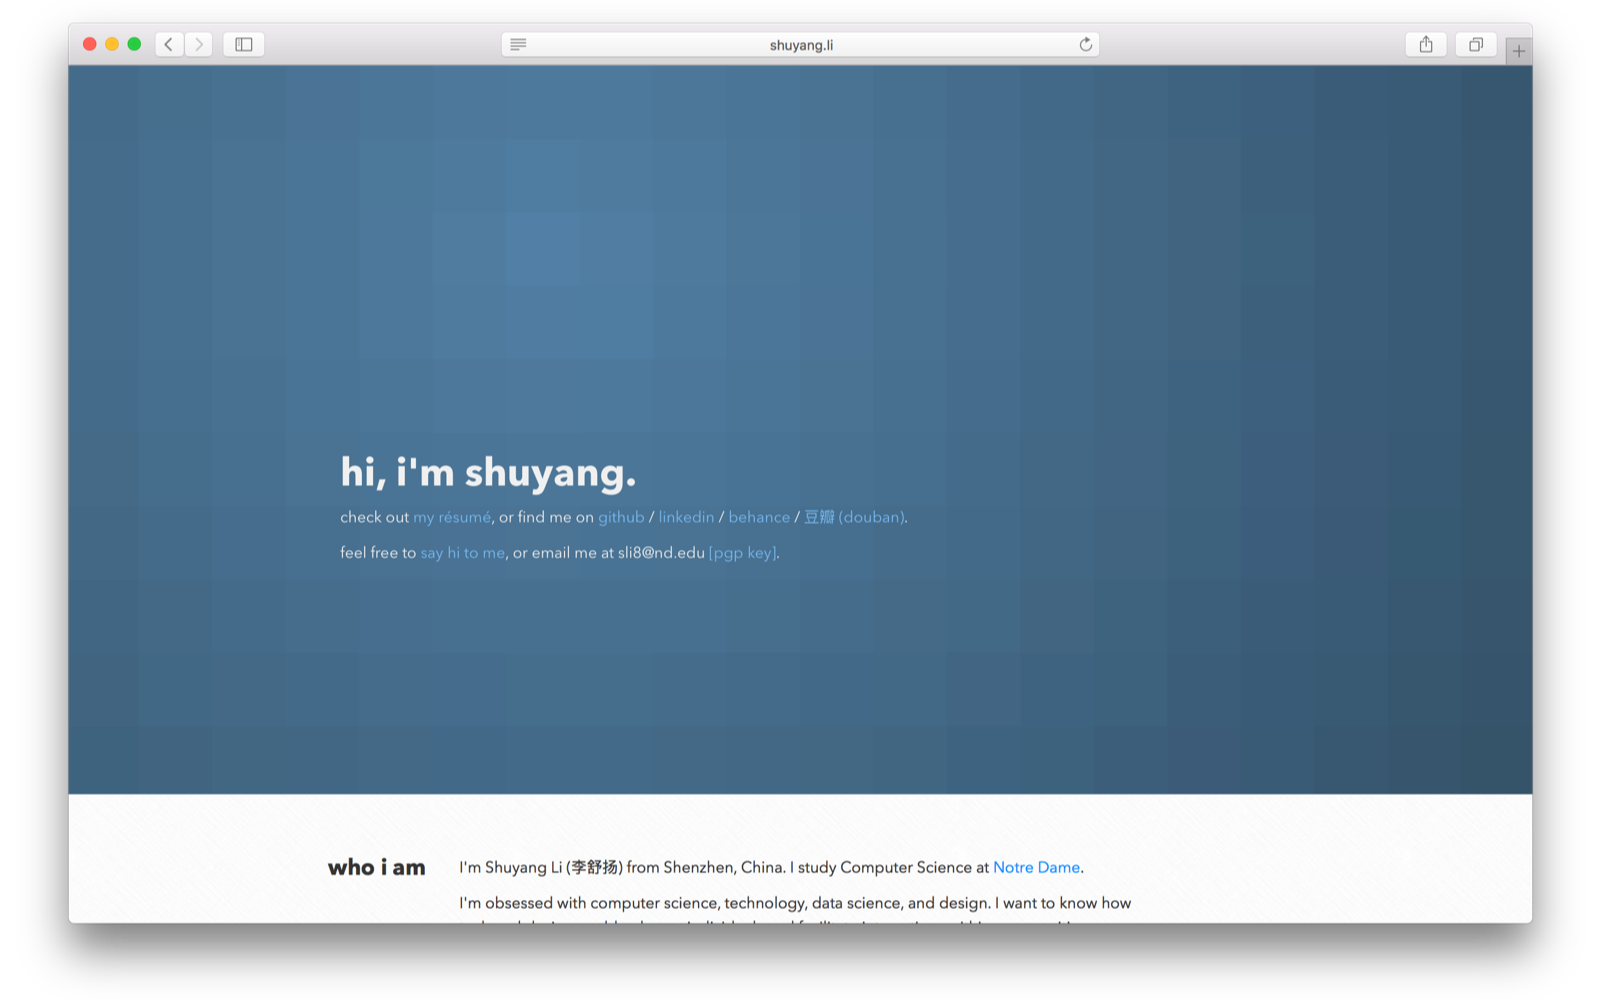 shuyang.li
hi, i'm shuyang.
check out my résumé, or find me on github / linkedin / behance / 豆瓣 (douban).
feel free to say hi to me, or email me at sli8@nd.edu [pgp key].
who i am
I'm Shuyang Li (李舒扬) from Shenzhen, China. I study Computer Science at Notre Dame.
I'm obsessed with computer science, technology, data science, and design. I want to know how